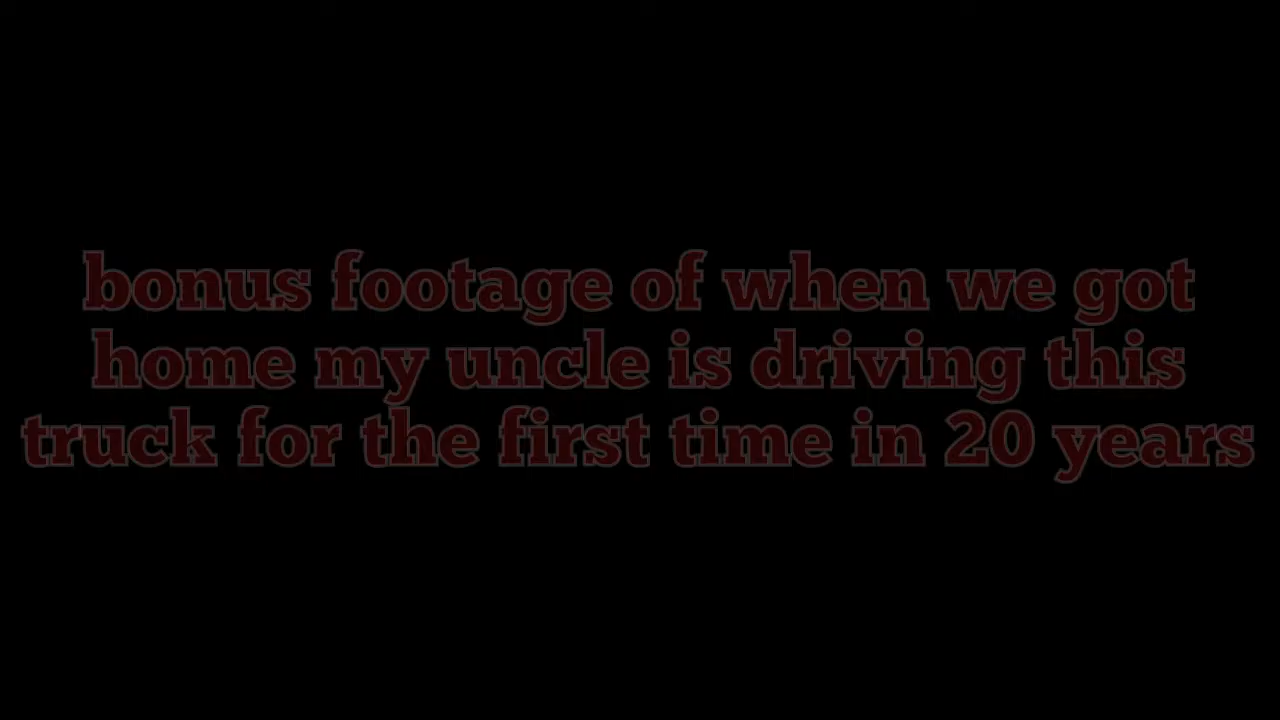 bonus footage of when we got
home my uncle is driving this
truck for the first time in 20 years